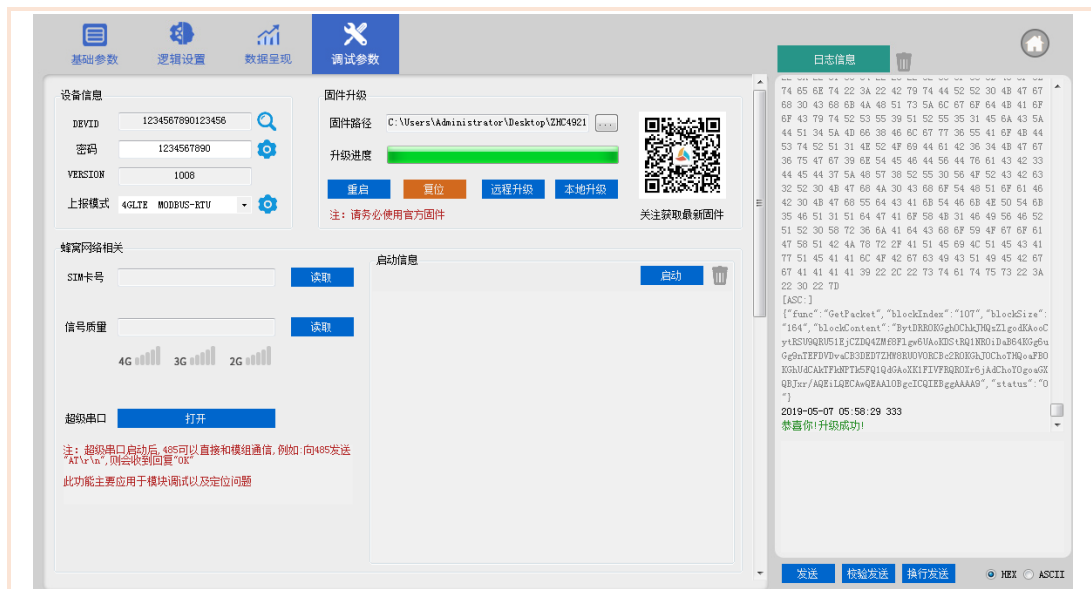 基础参数
逻辑设置
数据呈现
调试参数
设备信息
DEVID
1234567890123456
密码
1234567890
VERSION
1008
上报模式
4GLTE MODBUS-RTU
固件升级
固件路径
C:\Users\Administrator\Desktop\ZHC4921
...
升级进度
重启
复位
远程升级
本地升级
注: 请务必使用官方固件
关注获取最新固件
蜂窝网络相关
SIM卡号
读取
信号质量
读取
4G
3G
2G
超级串口
打开
注: 超级串口启动后, 485可以直接和模组通信, 例如:向485发送
"AT\r\n", 则会收到回复"OK"
此功能主要应用于模块调试以及定位问题
启动信息
启动
日志信息
74 65 6E 74 22 3A 22 42 79 74 44 52 52 30 4B 47 67
68 30 43 68 6B 4A 48 51 73 5A 6C 67 6F 64 4B 41 6F
6F 43 79 74 52 53 55 39 51 52 55 35 31 45 6A 43 5A
44 51 34 5A 4D 66 38 46 6C 67 77 36 55 41 6F 4B 44
53 74 52 51 31 4E 52 4F 69 44 61 42 36 34 4B 47 67
36 75 47 67 39 6E 54 45 46 44 56 44 76 61 43 42 33
44 45 44 37 5A 48 57 38 52 55 30 56 4F 52 43 42 63
32 52 30 4B 47 68 4A 30 43 68 6F 54 48 51 6F 61 46
42 30 4B 47 68 55 64 43 41 6B 54 46 6B 4E 50 54 6B
35 46 51 31 51 64 47 41 6F 58 4B 31 46 49 56 46 52
51 52 30 58 72 36 6A 41 64 43 68 6F 59 4F 67 6F 61
47 58 51 42 4A 78 72 2F 41 51 45 69 4C 51 45 43 41
77 51 45 41 41 6C 4F 42 67 63 49 43 51 49 45 42 67
67 41 41 41 41 39 22 2C 22 73 74 61 74 75 73 22 3A
22 30 22 7D
[ASC:]
{"func":"GetPacket","blockIndex":"107","blockSize":
2019-05-07 05:58:29 333
恭喜你!升级成功!
发送
校验发送
换行发送
HEX
ASCII